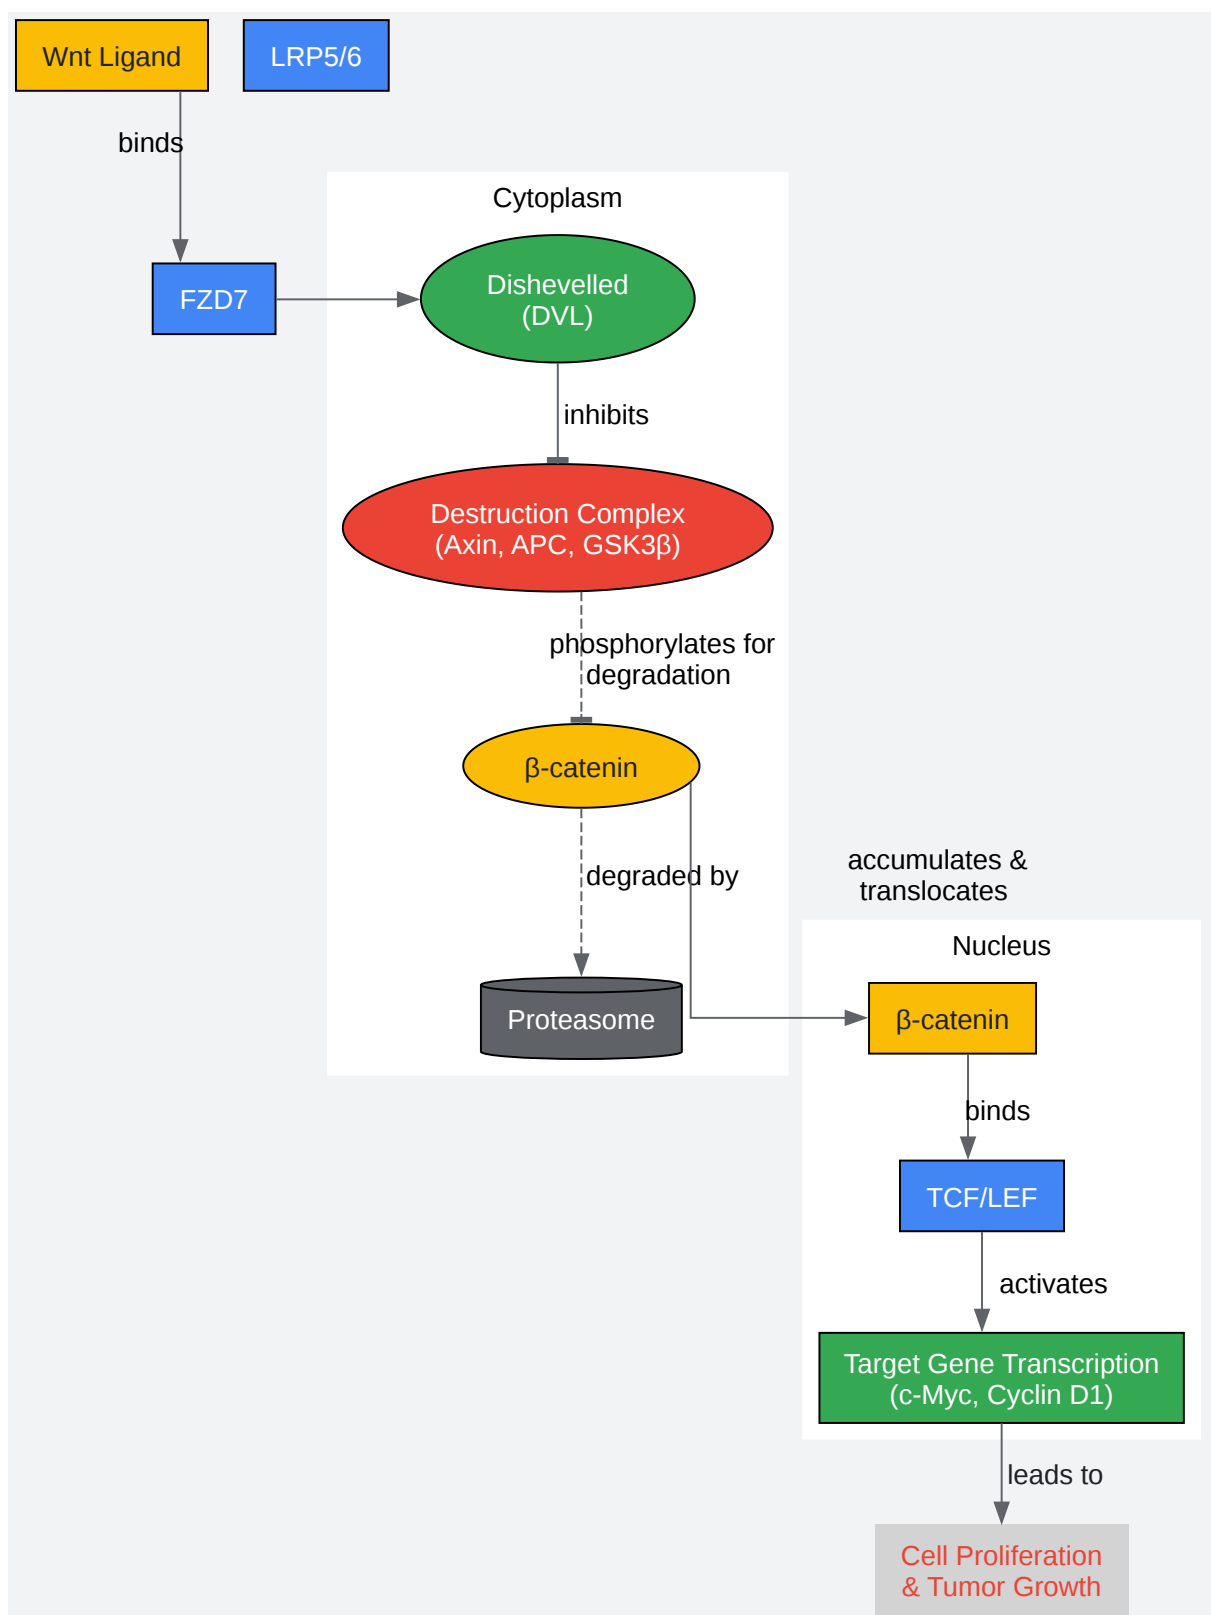 Wnt Ligand
LRP5/6
binds
Cytoplasm
FZD7
Dishevelled
(DVL)
inhibits
Destruction Complex
(Axin, APC, GSK3β)
phosphorylates for
degradation
β-catenin
degraded by
accumulates &
translocates
Nucleus
Proteasome
β-catenin
binds
TCF/LEF
activates
Target Gene Transcription
(c-Myc, Cyclin D1)
leads to
Cell Proliferation
& Tumor Growth